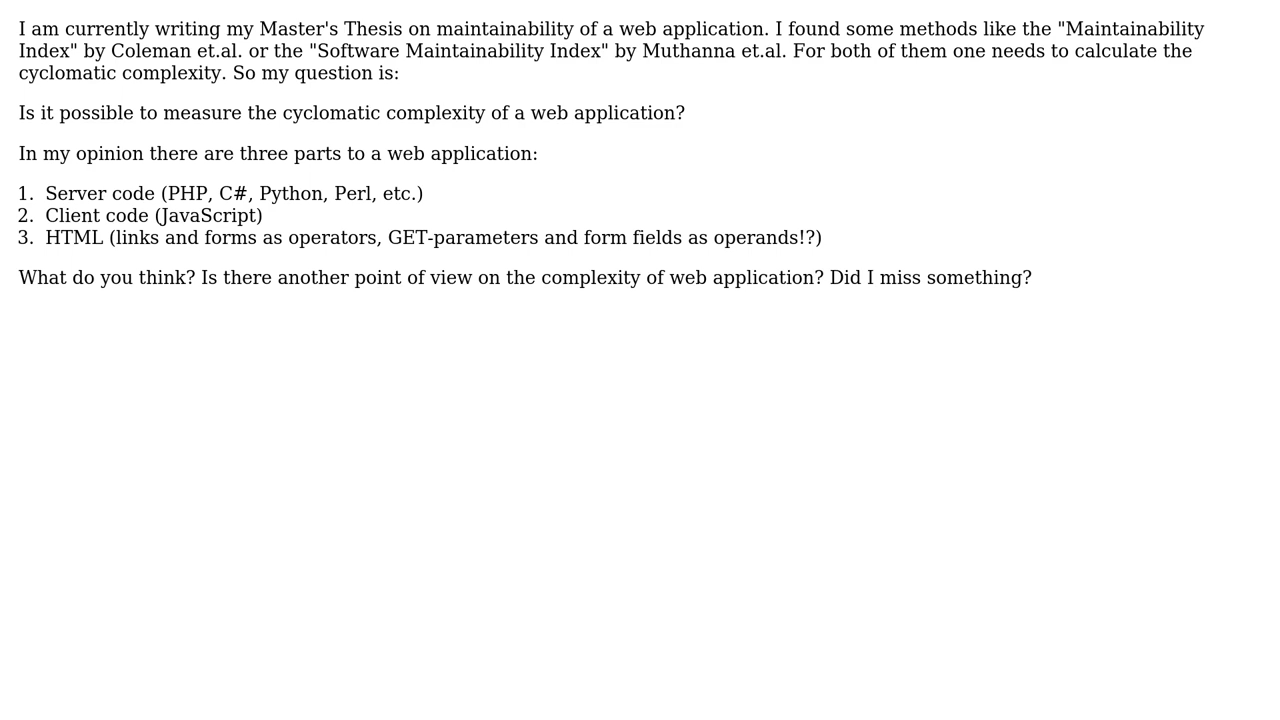 I am currently writing my Master's Thesis on maintainability of a web application. I found some methods like the "Maintainability
Index" by Coleman et.al. or the "Software Maintainability Index" by Muthanna et.al. For both of them one needs to calculate the
cyclomatic complexity. So my question is:
Is it possible to measure the cyclomatic complexity of a web application?
In my opinion there are three parts to a web application:
1. Server code (PHP, C#, Python, Perl, etc.)
2. Client code (JavaScript)
3. HTML (links and forms as operators, GET-parameters and form fields as operands!?)
What do you think? Is there another point of view on the complexity of web application? Did I miss something?